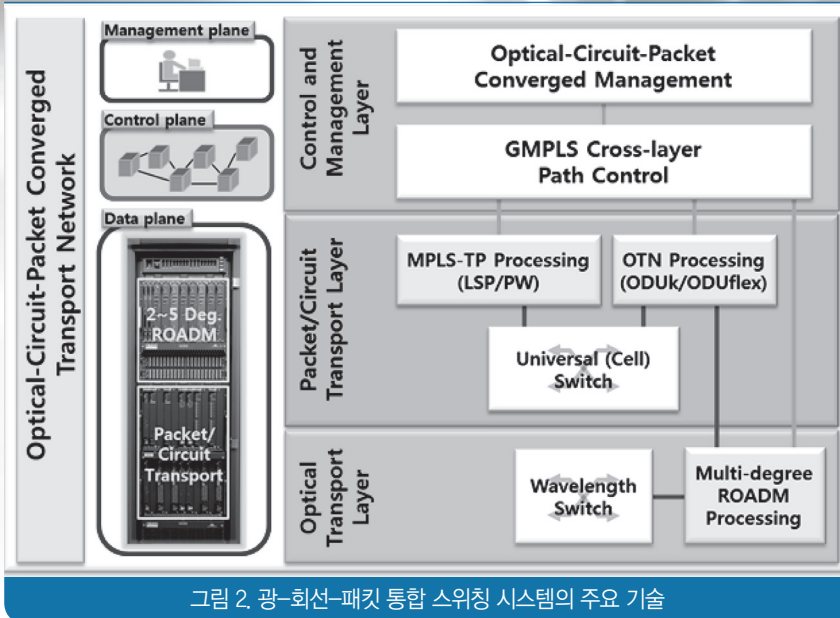 Optical-Circuit-Packet Converged
Transport Network
Management plane
Control plane
Data plane
2~5 Deg.
ROADM
Packet/
Circuit
Transport
Control and
Management
Layer
Optical-Circuit-Packet
Converged Management
GMPLS Cross-layer
Path Control
Packet/Circuit
Transport Layer
MPLS-TP Processing
(LSP/PW)
OTN Processing
(ODUk/ODUflex)
Universal (Cell)
Switch
Optical
Transport
Layer
Wavelength
Switch
Multi-degree
ROADM
Processing
그림 2. 광-회선-패킷 통합 스위칭 시스템의 주요 기술